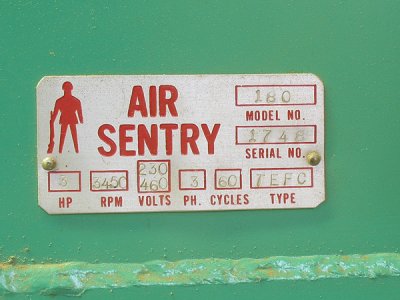 AIR
SENTRY
180
MODEL NO.
1748
SERIAL NO.
3 3450 230 460 3 60 TEFC
HP RPM VOLTS PH. CYCLES TYPE